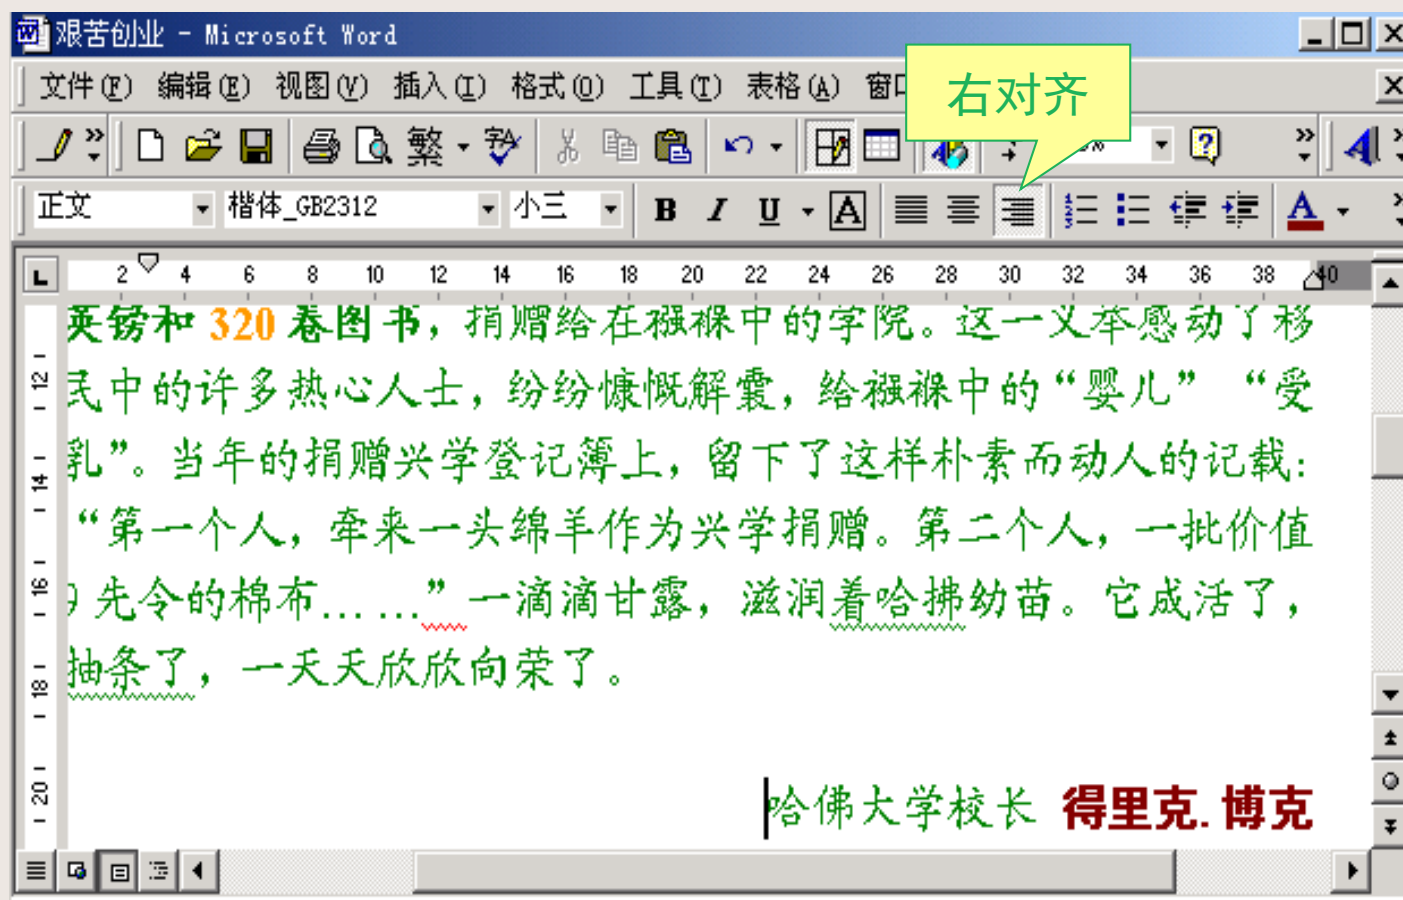 艰苦创业 - Microsoft Word
文件(F) 编辑(E) 视图(V) 插入(I) 格式(O) 工具(T) 表格(A) 窗口
右对齐
繁
正文 楷体_GB2312 小三 B I U A A
2 4 6 8 10 12 14 16 18 20 22 24 26 28 30 32 34 36 38 40
英镑和 320 卷图书，捐赠给在襁褓中的学院。这一义举感动了移
民中的许多热心人士，纷纷慷慨解囊，给襁褓中的“婴儿” “受
乳”。当年的捐赠兴学登记簿上，留下了这样朴素而动人的记载：
“第一个人，牵来一头绵羊作为兴学捐赠。第二个人，一批价值
9 先令的棉布……”一滴滴甘露，滋润着哈拂幼苗。它成活了，
抽条了，一天天欣欣向荣了。
哈佛大学校长 得里克.博克
12
14
16
18
20